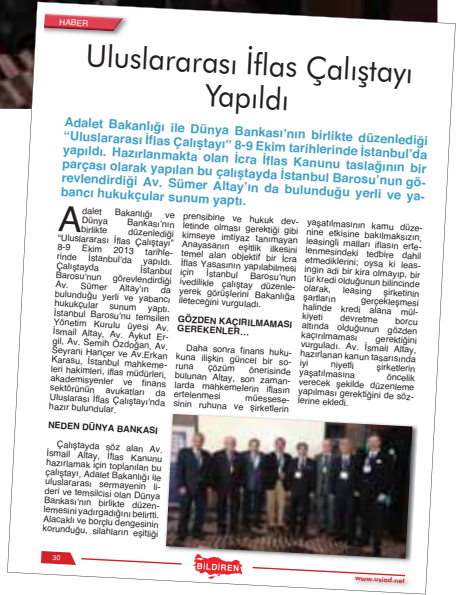 HABER
Uluslararası İflas Çalıştayı
Yapıldı
Adalet Bakanlığı ile Dünya Bankası'nın birlikte düzenlediği
“Uluslararası İflas Çalıştayı” 8-9 Ekim tarihlerinde İstanbul'da
yapıldı. Hazırlanmakta olan İcra İflas Kanunu taslağının bir
parçası olarak yapılan bu çalıştayda İstanbul Barosu'nun gö-
revlendirdiği Av. Sümer Altay'ın da bulunduğu yerli ve ya-
bancı hukukçular sunum yaptı.
Adalet Bakanlığı ve
Dünya Bankası'nın
birlikte düzenlediği
“Uluslararası İflas Çalıştayı”
8-9 Ekim 2013 tarihle-
rinde İstanbul'da yapıldı.
Çalıştayda İstanbul
Barosu'nun görevlendirdiği
Av. Sümer Altay'ın da
bulunduğu yerli ve yabancı
hukukçular sunum yaptı.
İstanbul Barosu'nu temsilen
Yönetim Kurulu üyesi Av.
İsmail Altay, Av. Aykut Er-
gil, Av. Semih Özdoğan, Av.
Seyrani Hançer ve Av.Erkan
Karasu, İstanbul mahkeme-
leri hakimleri, iflas müdürleri,
akademisyenler ve finans
sektörünün avukatları da
Uluslararası İflas Çalıştayı'nda
hazır bulundular.
NEDEN DÜNYA BANKASI
Çalıştayda söz alan Av.
İsmail Altay, İflas Kanunu
hazırlamak için toplanılan bu
çalıştayı, Adalet Bakanlığı ile
uluslararası sermayenin li-
deri ve temsilcisi olan Dünya
Bankası'nın birlikte düzen-
lemesini yadırgadığını belirtti.
Alacaklı ve borçlu dengesinin
korunduğu, silahların eşitliği
prensibine ve hukuk dev-
letinde olması gerektiği gibi
kimseye imtiyaz tanımayan
Anayasanın eşitlik ilkesini
temel alan objektif bir İcra
İflas Yasasının yapılabilmesi
için İstanbul Barosu'nun
ivedilikle çalıştay düzenle-
yerek görüşlerini Bakanlığa
ileteceğini vurguladı.
GÖZDEN KAÇIRILMAMASI
GEREKENLER...
Daha sonra finans huku-
kuna ilişkin güncel bir so-
runa çözüm önerisinde
bulunan Altay, son zaman-
larda mahkemelerin iflasın
ertelenmesi müessese-
sinin ruhuna ve şirketlerin
yaşatılmasının kamu düze-
nine etkisine bakılmaksızın,
leasingli malları iflasın erfe-
lenmesindeki tedbire dahil
etmediklerini; oysa ki leas-
ingin adi bir kira olmayıp, bir
tür kredi olduğunun bilincinde
olarak, leasing şirketinin
şartların gerçekleşmesi
halinde kredi alana mül-
kiyeti devretme borcu
altında olduğunun gözden
kaçırılmaması gerektiğini
vurguladı. Av. İsmail Altay,
hazırlanan kanun tasarısında
iyi niyetli şirketlerin
yaşatılmasına öncelik
verecek şekilde düzenleme
yapılması gerektiğini de söz-
lerine ekledi.
30
BİLDİREN
www.usiad.net